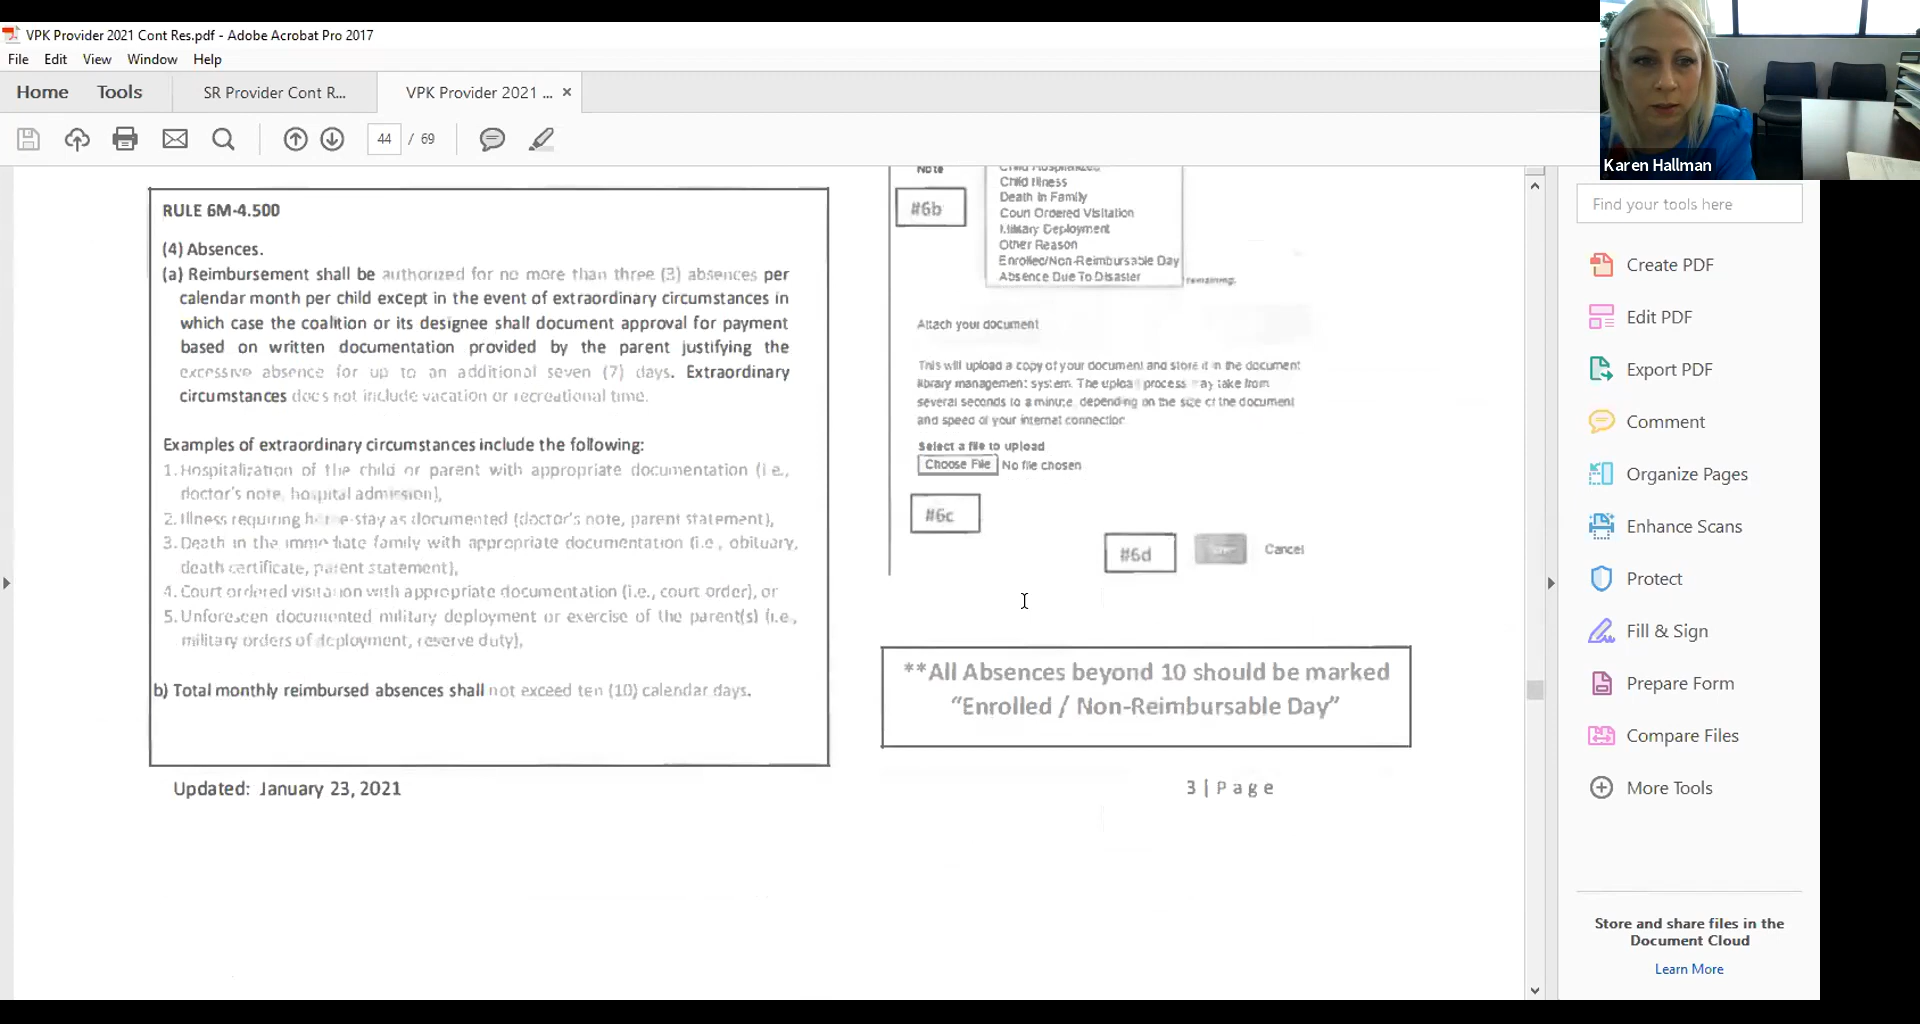 VPK Provider 2021 Cont Res.pdf - Adobe Acrobat Pro 2017
File Edit View Window Help
Home Tools SR Provider Cont R... VPK Provider 2021 ... ×
44 / 69
Karen Hallman
RULE 6M-4.500
(4) Absences.
(a) Reimbursement shall be authorized for no more than three (3) absences per
calendar month per child except in the event of extraordinary circumstances in
which case the coalition or its designee shall document approval for payment
based on written documentation provided by the parent justifying the
excessive absence for up to an additional seven (7) days. Extraordinary
circumstances does not include vacation or recreational time.
Examples of extraordinary circumstances include the following:
1. Hospitalization of the child or parent with appropriate documentation (i.e.,
doctor's note, hospital admission),
2. Illness requiring home-stay as documented (doctor's note, parent statement),
3. Death in the immediate family with appropriate documentation (i.e., obituary,
death certificate, parent statement),
4. Court ordered visitation with appropriate documentation (i.e., court order), or
5. Unforeseen documented military deployment or exercise of the parent(s) (i.e.,
military orders of deployment, reserve duty),
b) Total monthly reimbursed absences shall not exceed ten (10) calendar days.
Updated: January 23, 2021
Note
#6b
Child Hospitalized
Child Illness
Death In Family
Court Ordered Visitation
Military Deployment
Other Reason
Enrolled/Non-Reimbursable Day
Absence Due To Disaster
remaining.
Attach your document
This will upload a copy of your document and store it in the document
library management system. The upload process may take from
several seconds to a minute, depending on the size of the document
and speed of your internet connection
Select a file to upload
Choose File No file chosen
#6c
#6d Cancel
**All Absences beyond 10 should be marked
"Enrolled / Non-Reimbursable Day"
3 | Page
Find your tools here
Create PDF
Edit PDF
Export PDF
Comment
Organize Pages
Enhance Scans
Protect
Fill & Sign
Prepare Form
Compare Files
More Tools
Store and share files in the
Document Cloud
Learn More